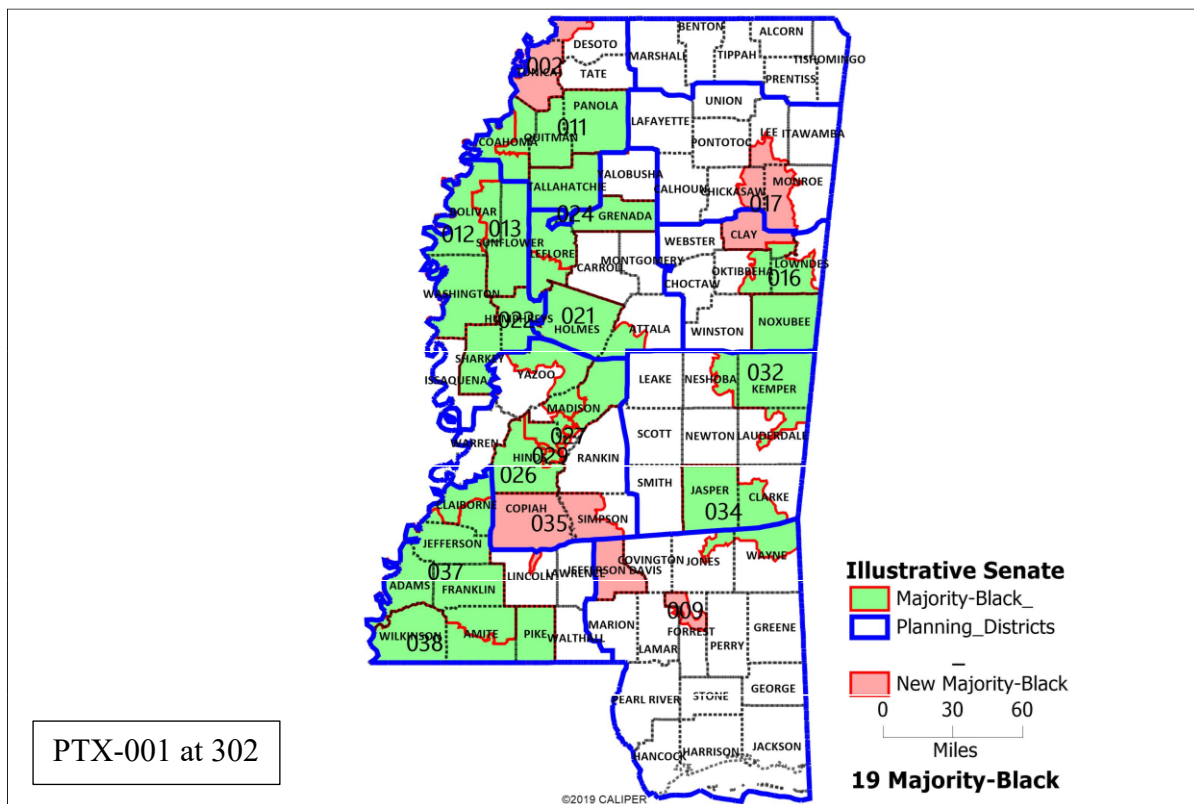 BENTON
ALCORN
DESOTO
MARSHALL
TIPPAH
TISHOMINGO
002
TUNICA
TATE
PRENTISS
PANOLA
UNION
011
LAFAYETTE
QUITMAN
COAHOMA
PONTOTOC
LEE
ITAWAMBA
YALOBUSHA
TALLAHATCHIE
CALHOUN
CHICKASAW
MONROE
017
BOLIVAR
024
GRENADA
012
013
SUNFLOWER
CLAY
WEBSTER
LEFLORE
CARROLL
MONTGOMERY
OKTIBBEHA
LOWNDES
016
CHOCTAW
WASHINGTON
HUMPHREYS
022
021
HOLMES
ATTALA
WINSTON
NOXUBEE
SHARKEY
ISSAQUENA
YAZOO
LEAKE
NESHOBA
032
KEMPER
MADISON
027
SCOTT
NEWTON
LAUDERDALE
WARREN
HINDS
029
RANKIN
026
SMITH
JASPER
CLARKE
034
CLAIBORNE
COPIAH
035
SIMPSON
JEFFERSON
COVINGTON
JONES
WAYNE
037
LINCOLN
LAWRENCE
JEFFERSON DAVIS
ADAMS
FRANKLIN
009
WILKINSON
038
AMITE
PIKE
WALTHALL
MARION
FORREST
GREENE
LAMAR
PERRY
PEARL RIVER
STONE
GEORGE
HANCOCK
HARRISON
JACKSON
Illustrative Senate
Majority-Black_
Planning_Districts
_
New Majority-Black
0 30 60
Miles
19 Majority-Black
PTX-001 at 302
©2019 CALIPER